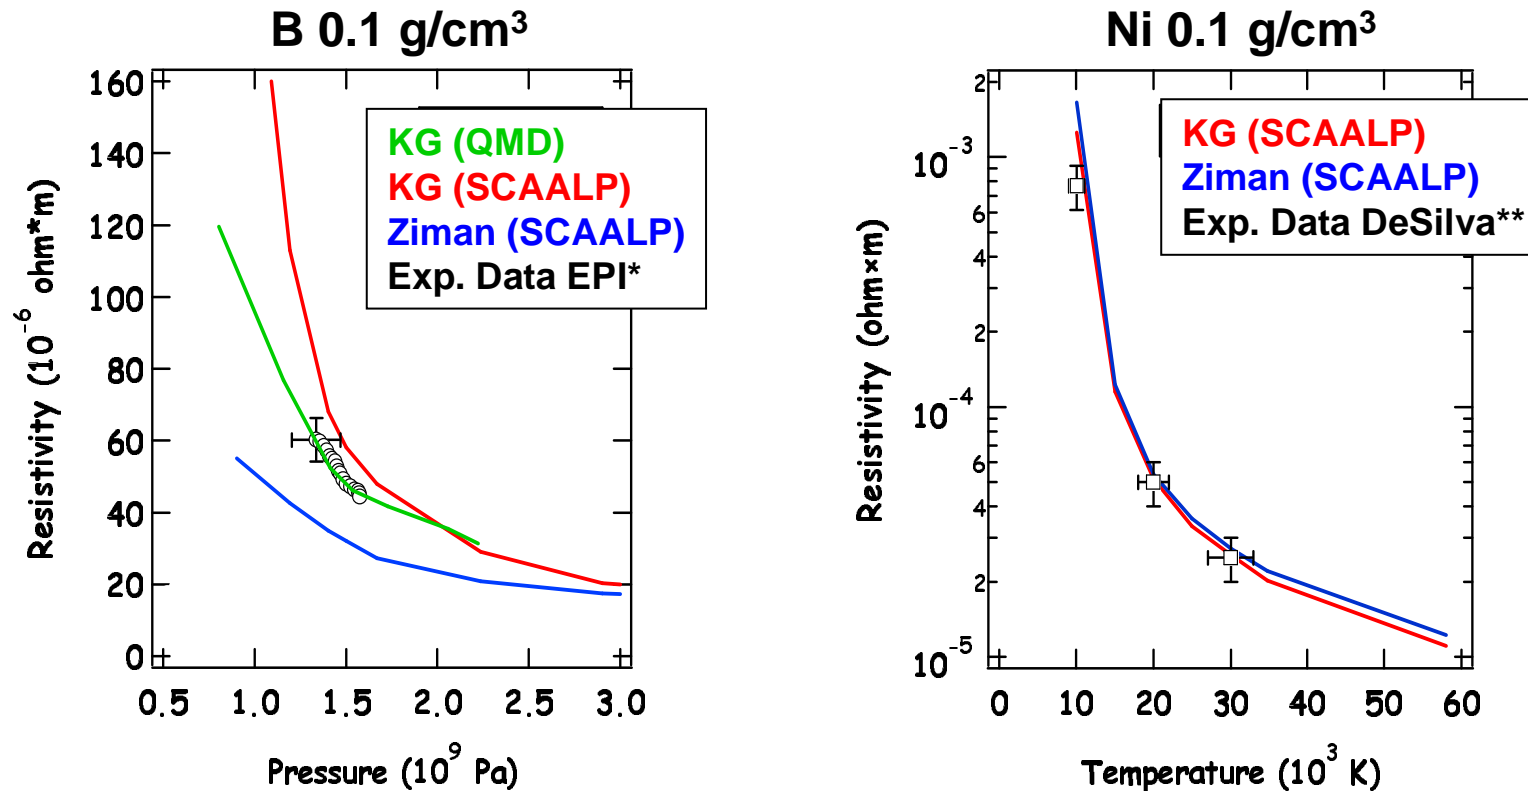 B 0.1 g/cm³
160
140
120
100
80
60
40
20
0
Resistivity (10⁻⁶ ohm*m)
KG (QMD)
KG (SCAALP)
Ziman (SCAALP)
Exp. Data EPI*
0.5 1.0 1.5 2.0 2.5 3.0
Pressure (10⁹ Pa)
Ni 0.1 g/cm³
2
10⁻³
8
6
4
2
10⁻⁴
8
6
4
2
10⁻⁵
Resistivity (ohm×m)
KG (SCAALP)
Ziman (SCAALP)
Exp. Data DeSilva**
0 10 20 30 40 50 60
Temperature (10³ K)